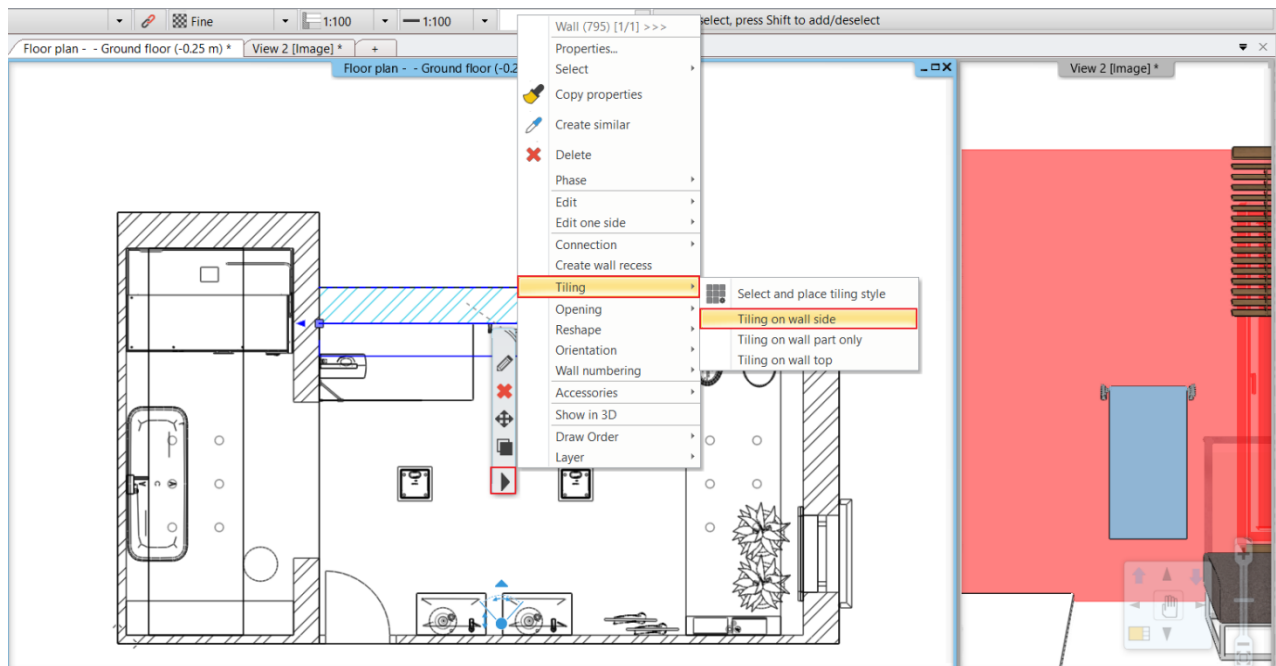 Fine
1:100
1:100
select, press Shift to add/deselect
Floor plan - - Ground floor (-0.25 m) *
View 2 [Image] *
+
Floor plan - - Ground floor (-0.2
View 2 [Image] *
Wall (795) [1/1] >>>
Properties...
Select
Copy properties
Create similar
Delete
Phase
Edit
Edit one side
Connection
Create wall recess
Tiling
Opening
Reshape
Orientation
Wall numbering
Accessories
Show in 3D
Draw Order
Layer
Select and place tiling style
Tiling on wall side
Tiling on wall part only
Tiling on wall top